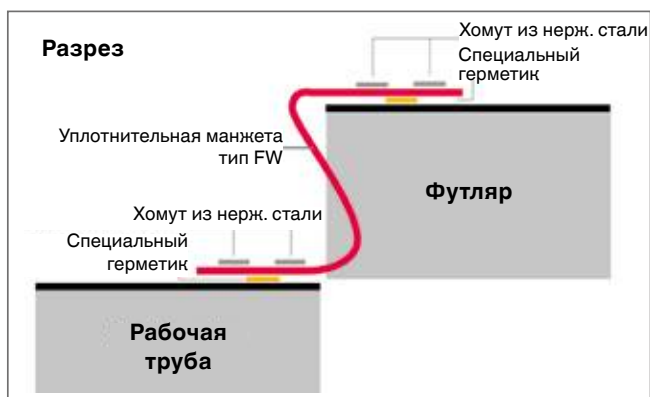 Разрез
Хомут из нерж. стали
Специальный
герметик
Уплотнительная манжета
тип FW
Футляр
Хомут из нерж. стали
Специальный
герметик
Рабочая
труба